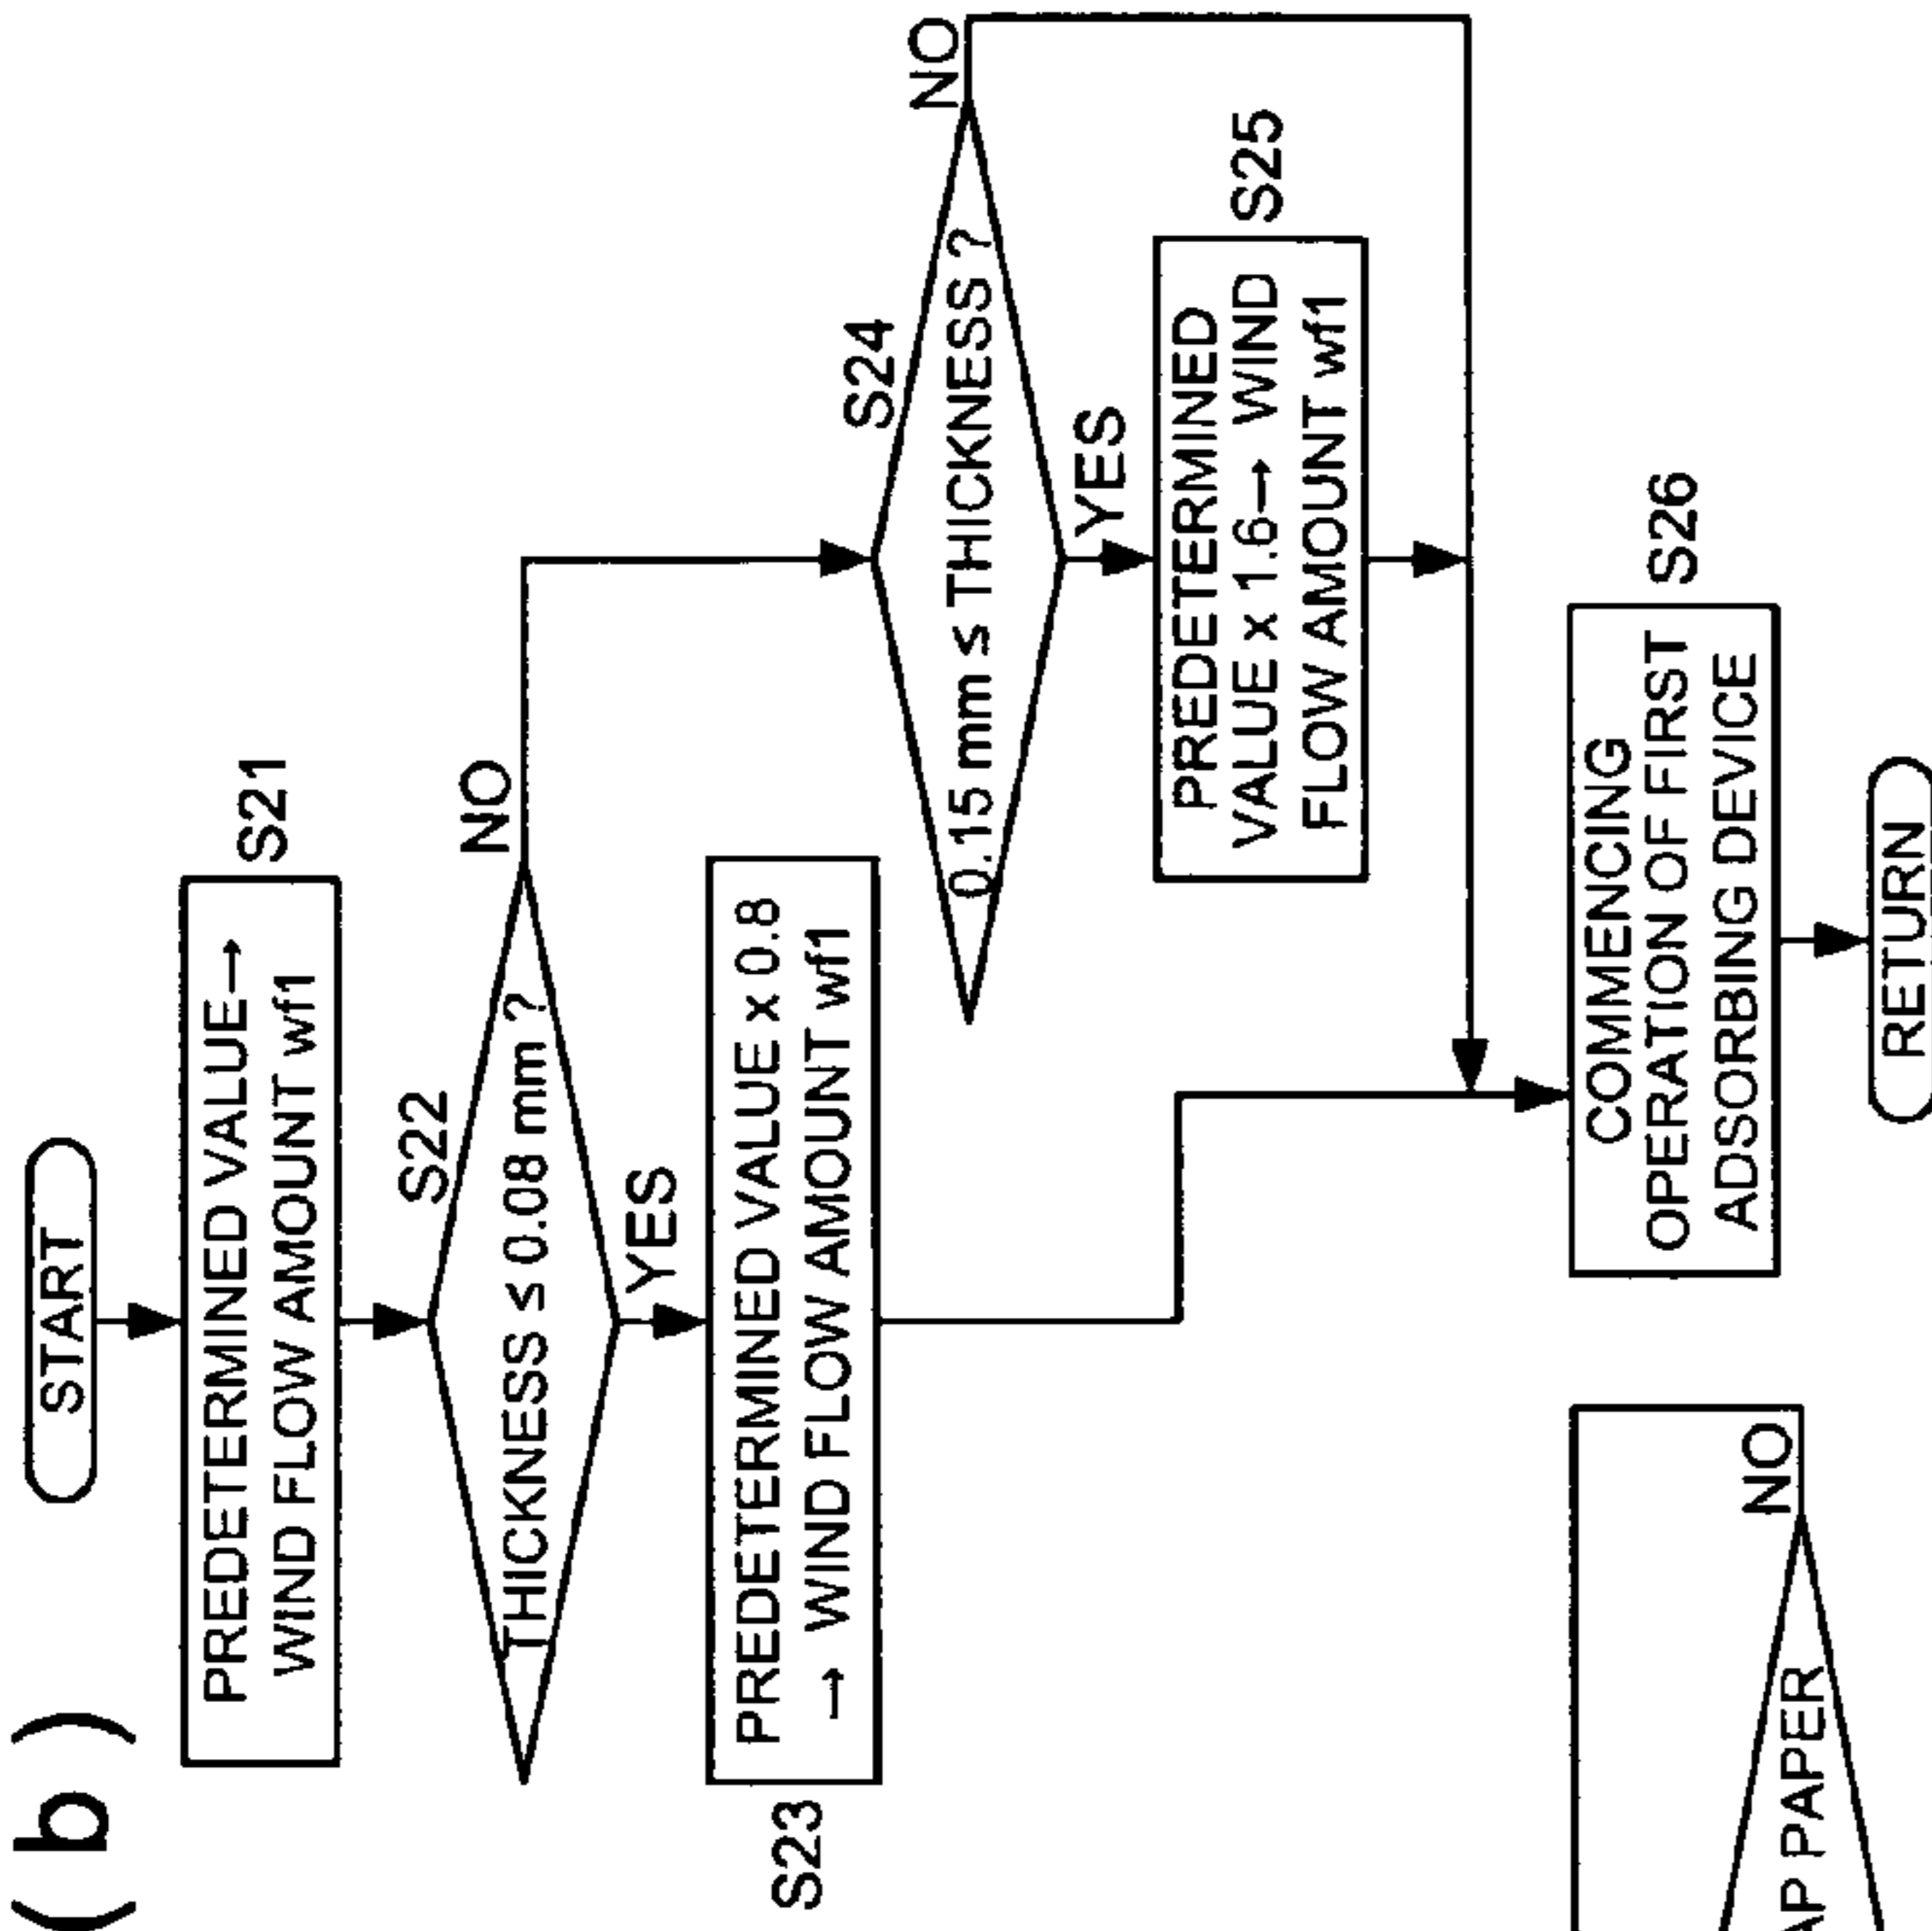 ( b )
START
PREDETERMINED VALUE→
WIND FLOW AMOUNT wf1
S21
S22
THICKNESS ≤ 0.08 mm ?
NO
YES
PREDETERMINED VALUE x 0.8
→ WIND FLOW AMOUNT wf1
S23
S24
0.15 mm ≤ THICKNESS ?
NO
YES
PREDETERMINED
VALUE x 1.6→ WIND
FLOW AMOUNT wf1
S25
COMMENCING
OPERATION OF FIRST
ADSORBING DEVICE
S26
RETURN
NO
PAPER